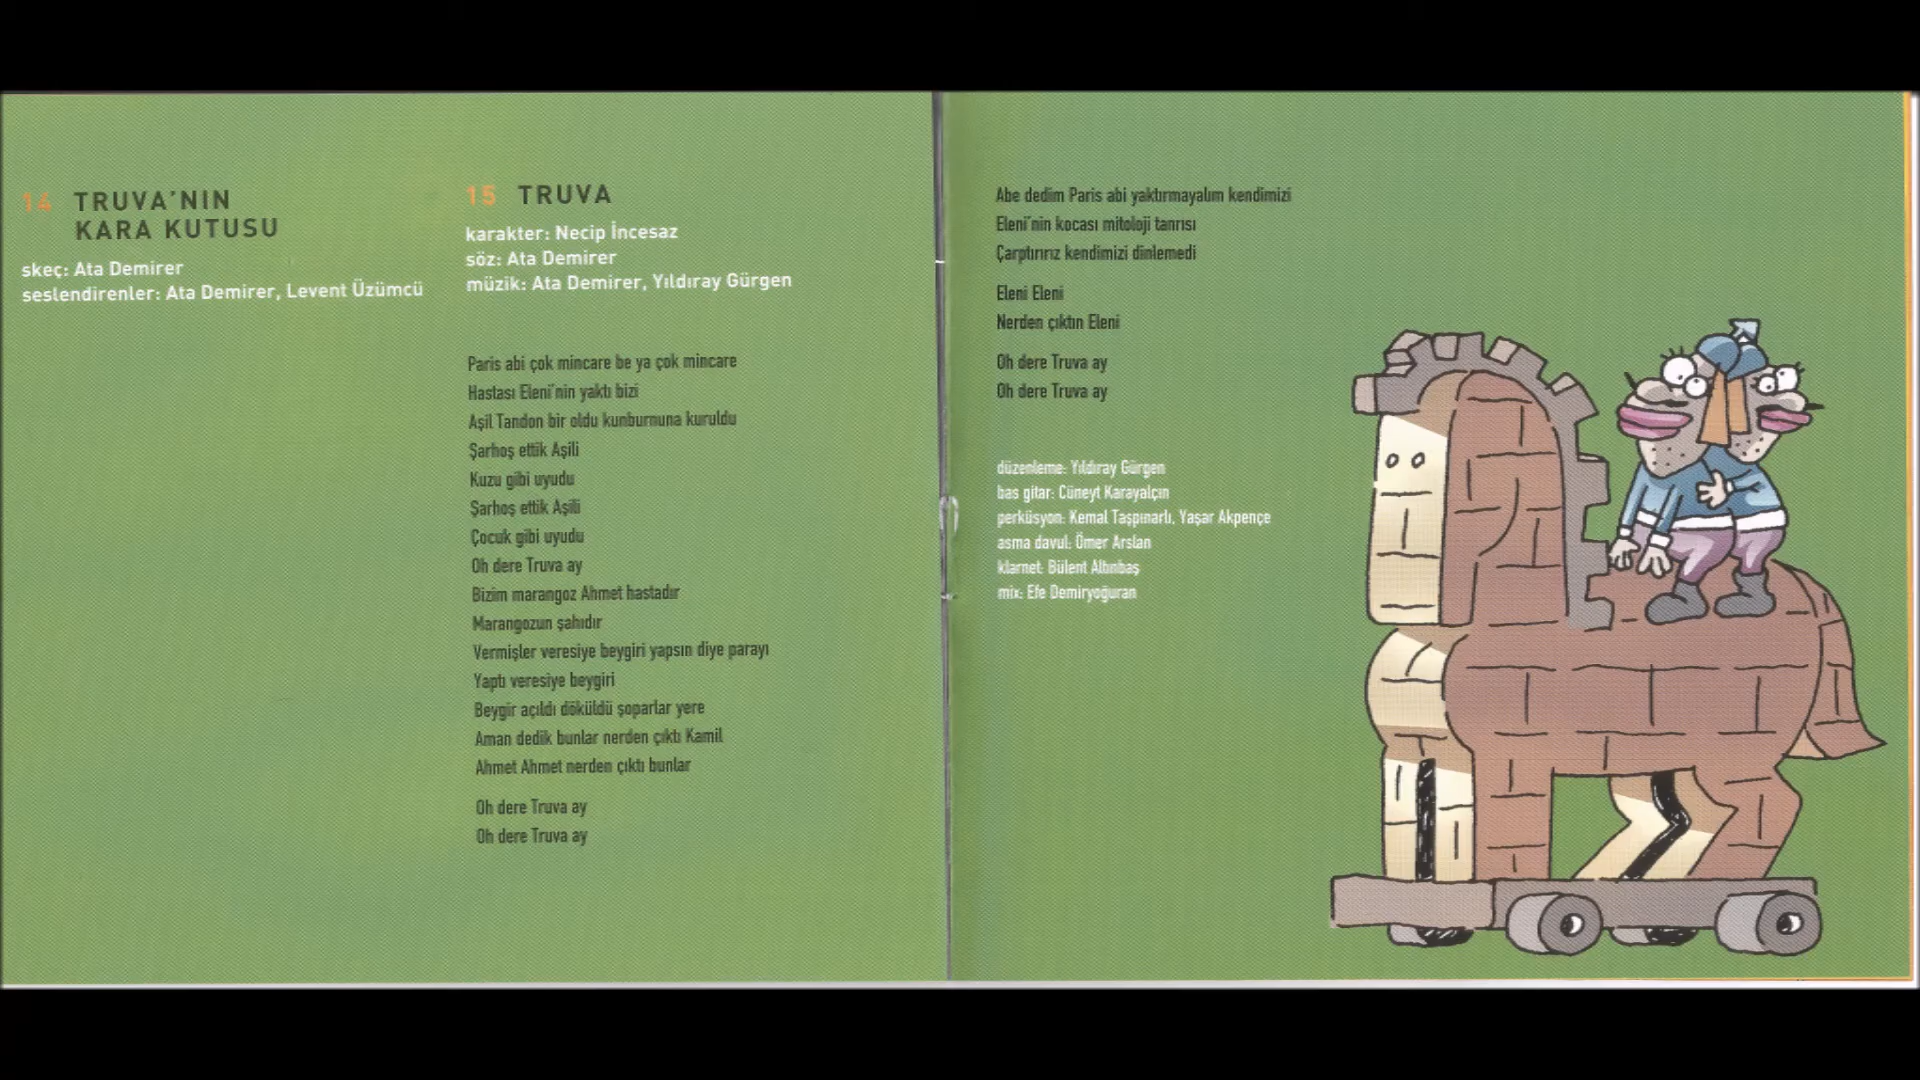 14 TRUVA'NIN
KARA KUTUSU
skeç: Ata Demirer
seslendirenler: Ata Demirer, Levent Üzümcü
15 TRUVA
karakter: Necip İncesaz
söz: Ata Demirer
müzik: Ata Demirer, Yıldıray Gürgen
Paris abi çok mincare be ya çok mincare
Hastası Eleni'nin yaktı bizi
Aşil Tandon bir oldu kunburnuna kuruldu
Şarhoş ettik Aşili
Kuzu gibi uyudu
Şarhoş ettik Aşili
Çocuk gibi uyudu
Oh dere Truva ay
Bizim marangoz Ahmet hastadır
Marangozun şahıdır
Vermişler veresiye beygiri yapsın diye parayı
Yaptı veresiye beygiri
Beygir açıldı döküldü şoparlar yere
Aman dedik bunlar nerden çıktı Kamil
Ahmet Ahmet nerden çıktı bunlar
Oh dere Truva ay
Oh dere Truva ay
Abe dedim Paris abi yaktırmayalım kendimizi
Eleni'nin kocası mitoloji tanrısı
Çarptırırız kendimizi dinlemedi
Eleni Eleni
Nerden çıktın Eleni
Oh dere Truva ay
Oh dere Truva ay
düzenleme: Yıldıray Gürgen
bas gitar: Cüneyt Karayalçın
perküsyon: Kemal Taşpınarlı, Yaşar Akpençe
asma davul: Ömer Arslan
klarnet: Bülent Altınbaş
mix: Efe Demiryoğuran